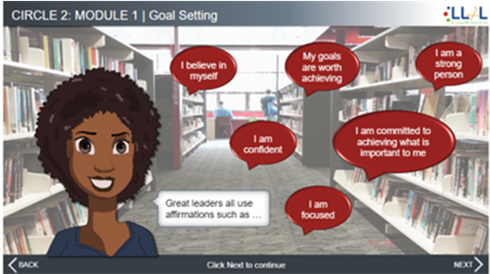 CIRCLE 2: MODULE 1 | Goal Setting
I believe in
myself
My goals
are worth
achieving
I am a
strong
person
I am
confident
I am committed to
achieving what is
important to me
Great leaders all use
affirmations such as ...
I am
focused
BACK
Click Next to continue
NEXT